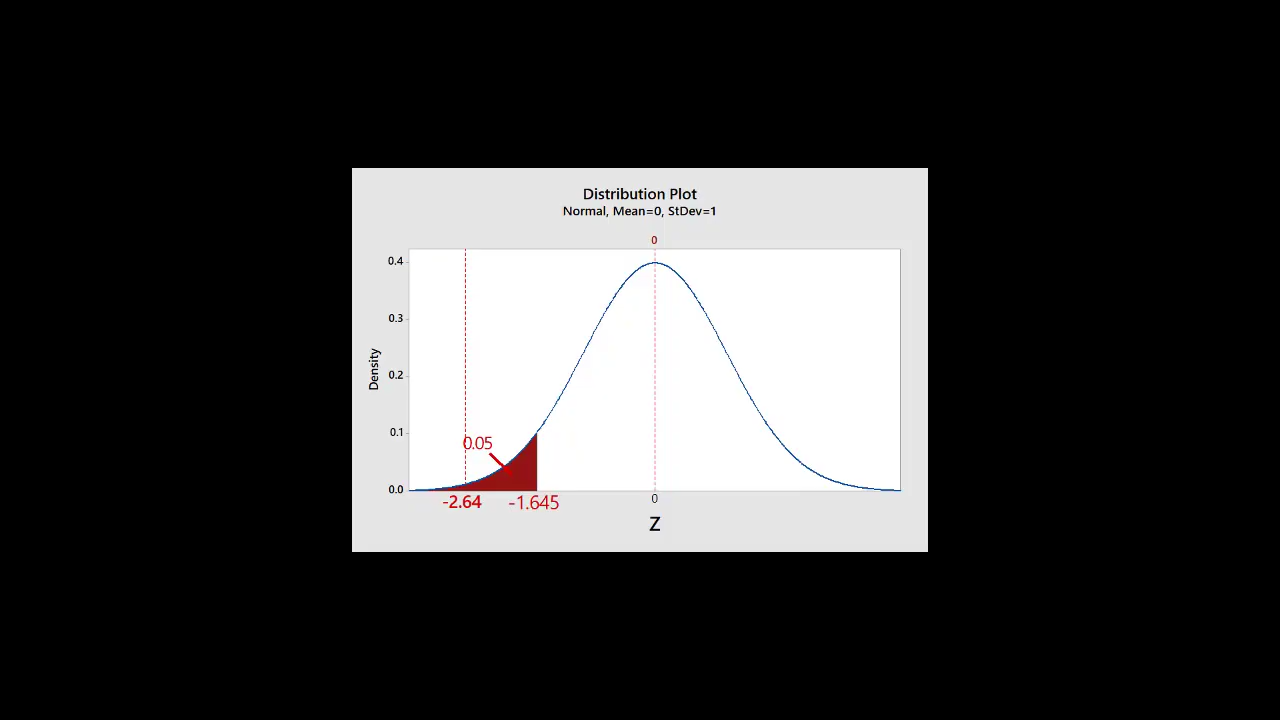 Distribution Plot
Normal, Mean=0, StDev=1
0
0.4
0.3
Density
0.2
0.1
0.05
0.0
-2.64 -1.645 0
Z